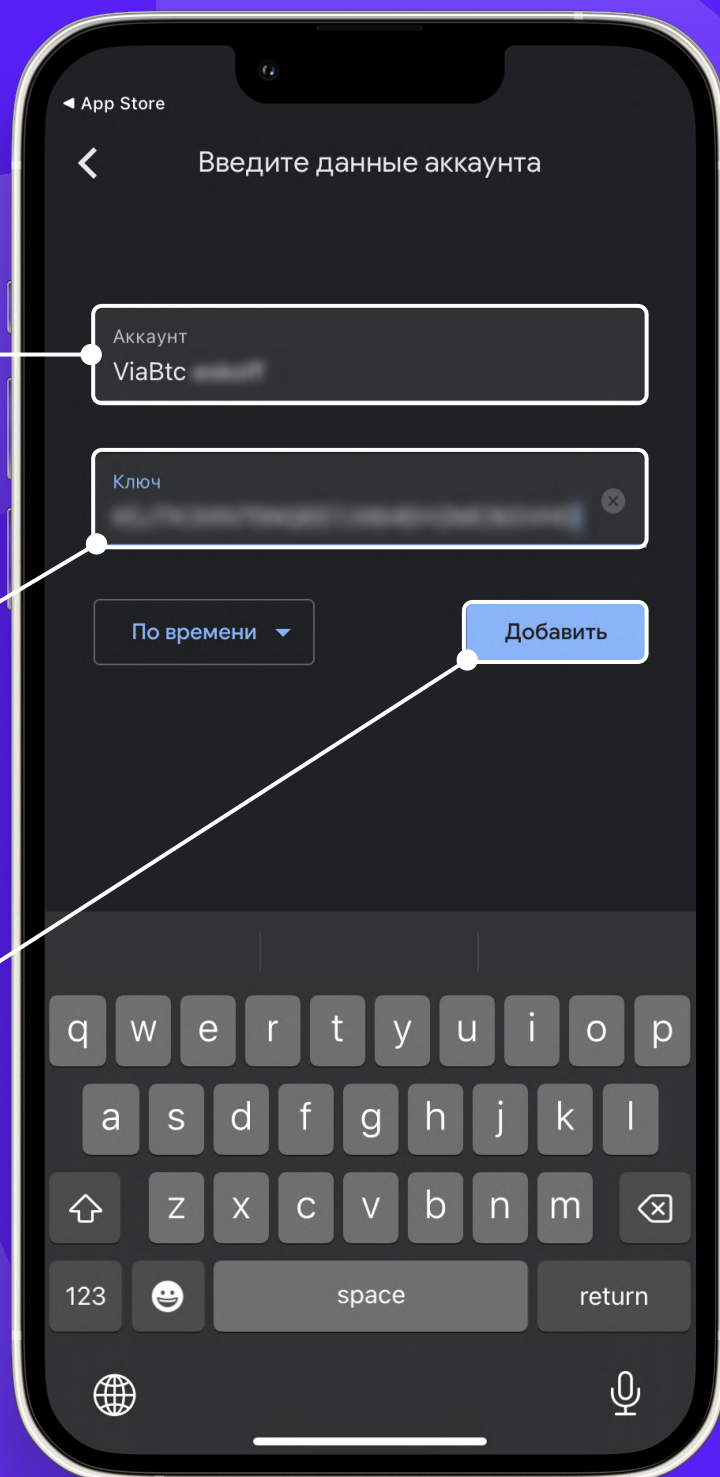 ◀ App Store
Введите данные аккаунта
Аккаунт
ViaBtc
Ключ
По времени
Добавить
q w e r t y u i o p
a s d f g h j k l
z x c v b n m
123 space return